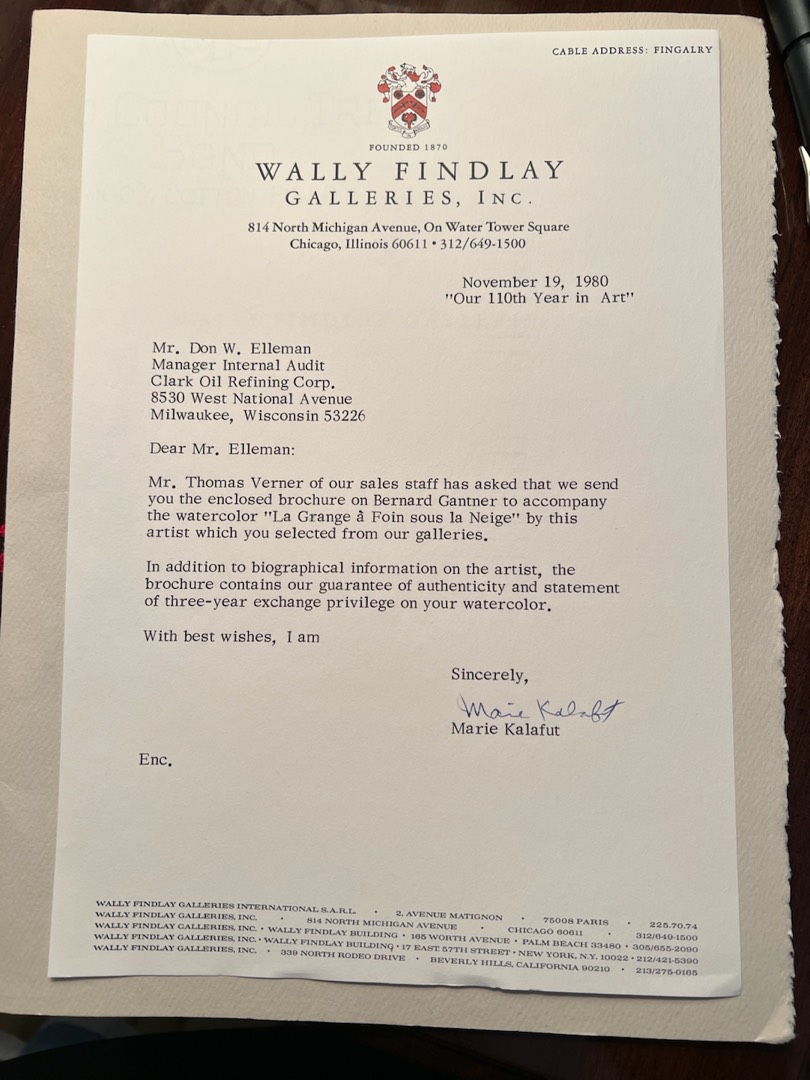 CABLE ADDRESS: FINGALRY
FOUNDED 1870
WALLY FINDLAY
GALLERIES, INC.
814 North Michigan Avenue, On Water Tower Square
Chicago, Illinois 60611 • 312/649-1500
November 19, 1980
"Our 110th Year in Art"
Mr. Don W. Elleman
Manager Internal Audit
Clark Oil Refining Corp.
8530 West National Avenue
Milwaukee, Wisconsin 53226
Dear Mr. Elleman:
Mr. Thomas Verner of our sales staff has asked that we send
you the enclosed brochure on Bernard Gantner to accompany
the watercolor "La Grange à Foin sous la Neige" by this
artist which you selected from our galleries.
In addition to biographical information on the artist, the
brochure contains our guarantee of authenticity and statement
of three-year exchange privilege on your watercolor.
With best wishes, I am
Sincerely,
Marie Kalafut
Marie Kalafut
Enc.
WALLY FINDLAY GALLERIES INTERNATIONAL S.A.R.L. • 2, AVENUE MATIGNON • 75008 PARIS • 225.70.74
WALLY FINDLAY GALLERIES, INC. • 814 NORTH MICHIGAN AVENUE • CHICAGO 60611 • 312/649-1500
WALLY FINDLAY GALLERIES, INC. • WALLY FINDLAY BUILDING • 165 WORTH AVENUE • PALM BEACH 33480 • 305/655-2090
WALLY FINDLAY GALLERIES, INC. • WALLY FINDLAY BUILDING • 17 EAST 57TH STREET • NEW YORK, N.Y. 10022 • 212/421-5390
WALLY FINDLAY GALLERIES, INC. • 339 NORTH RODEO DRIVE • BEVERLY HILLS, CALIFORNIA 90210 • 213/275-0165